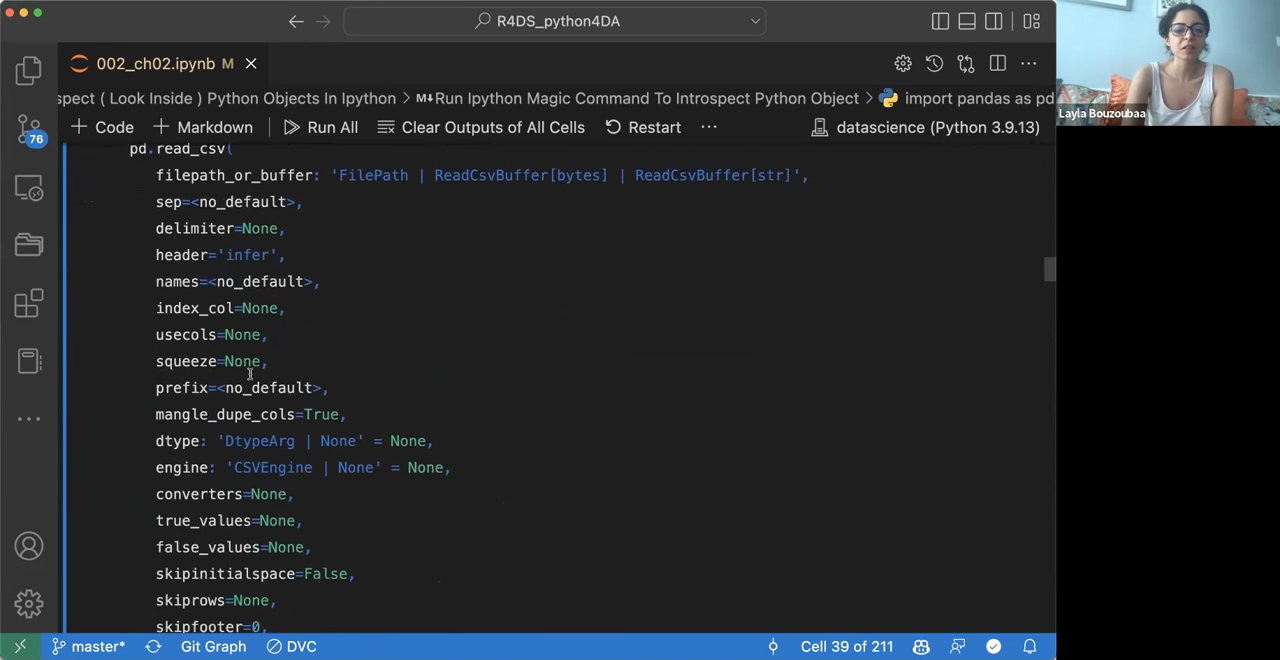 R4DS_python4DA
002_ch02.ipynb M
spect ( Look Inside ) Python Objects In Ipython > M↓Run Ipython Magic Command To Introspect Python Object > import pandas as pd
+ Code + Markdown Run All Clear Outputs of All Cells Restart ··· datascience (Python 3.9.13)
pd.read_csv(
filepath_or_buffer: 'FilePath | ReadCsvBuffer[bytes] | ReadCsvBuffer[str]',
sep=<no_default>,
delimiter=None,
header='infer',
names=<no_default>,
index_col=None,
usecols=None,
squeeze=None,
prefix=<no_default>,
mangle_dupe_cols=True,
dtype: 'DtypeArg | None' = None,
engine: 'CSVEngine | None' = None,
converters=None,
true_values=None,
false_values=None,
skipinitialspace=False,
skiprows=None,
skipfooter=0,
76
master* Git Graph DVC Cell 39 of 211
Layla Bouzoubaa